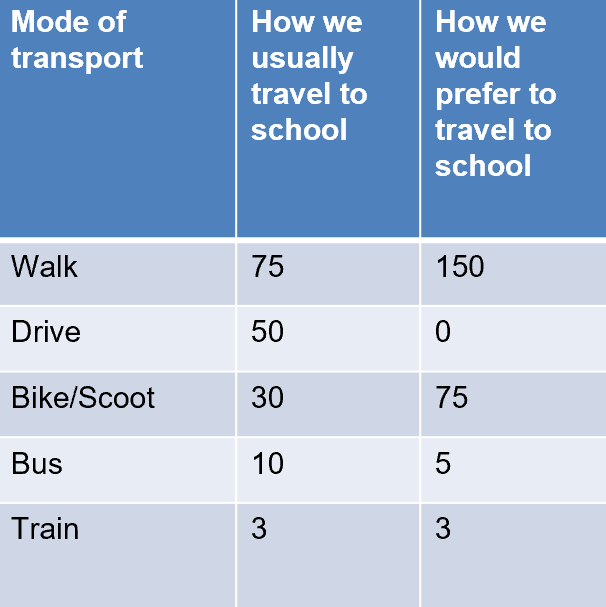 Mode of
transport
How we
usually
travel to
school
How we
would
prefer to
travel to
school
Walk 75 150
Drive 50 0
Bike/Scoot 30 75
Bus 10 5
Train 3 3